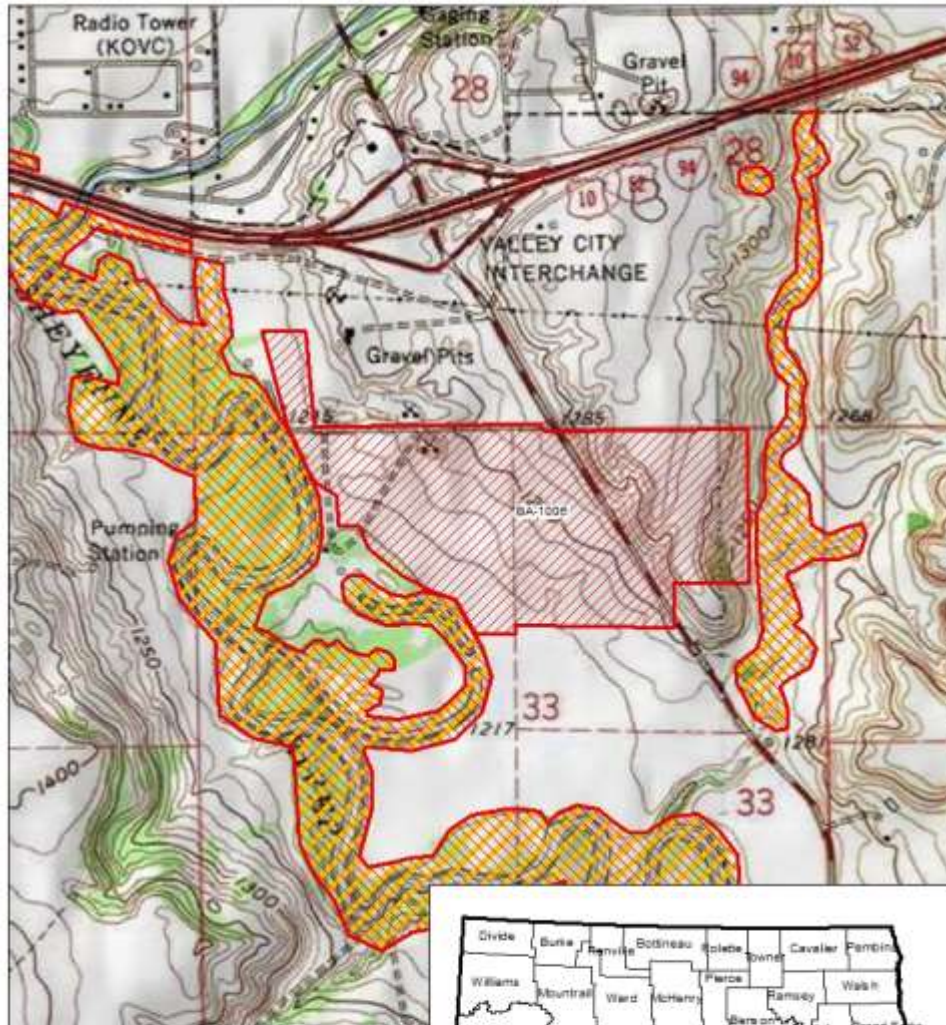 Radio Tower
(KOVC)
Gaging
Station
28
Gravel
Pit
94
10
52
28
10
52
94
VALLEY CITY
INTERCHANGE
1300
Gravel Pits
1215
1285
1268
Pumping
Station
1250
33
1217
1281
1400
33
1300
Divide
Burke
Renville
Bottineau
Rolette
Towner
Cavalier
Pembina
Williams
Mountrail
Ward
McHenry
Pierce
Ramsey
Walsh
Benson